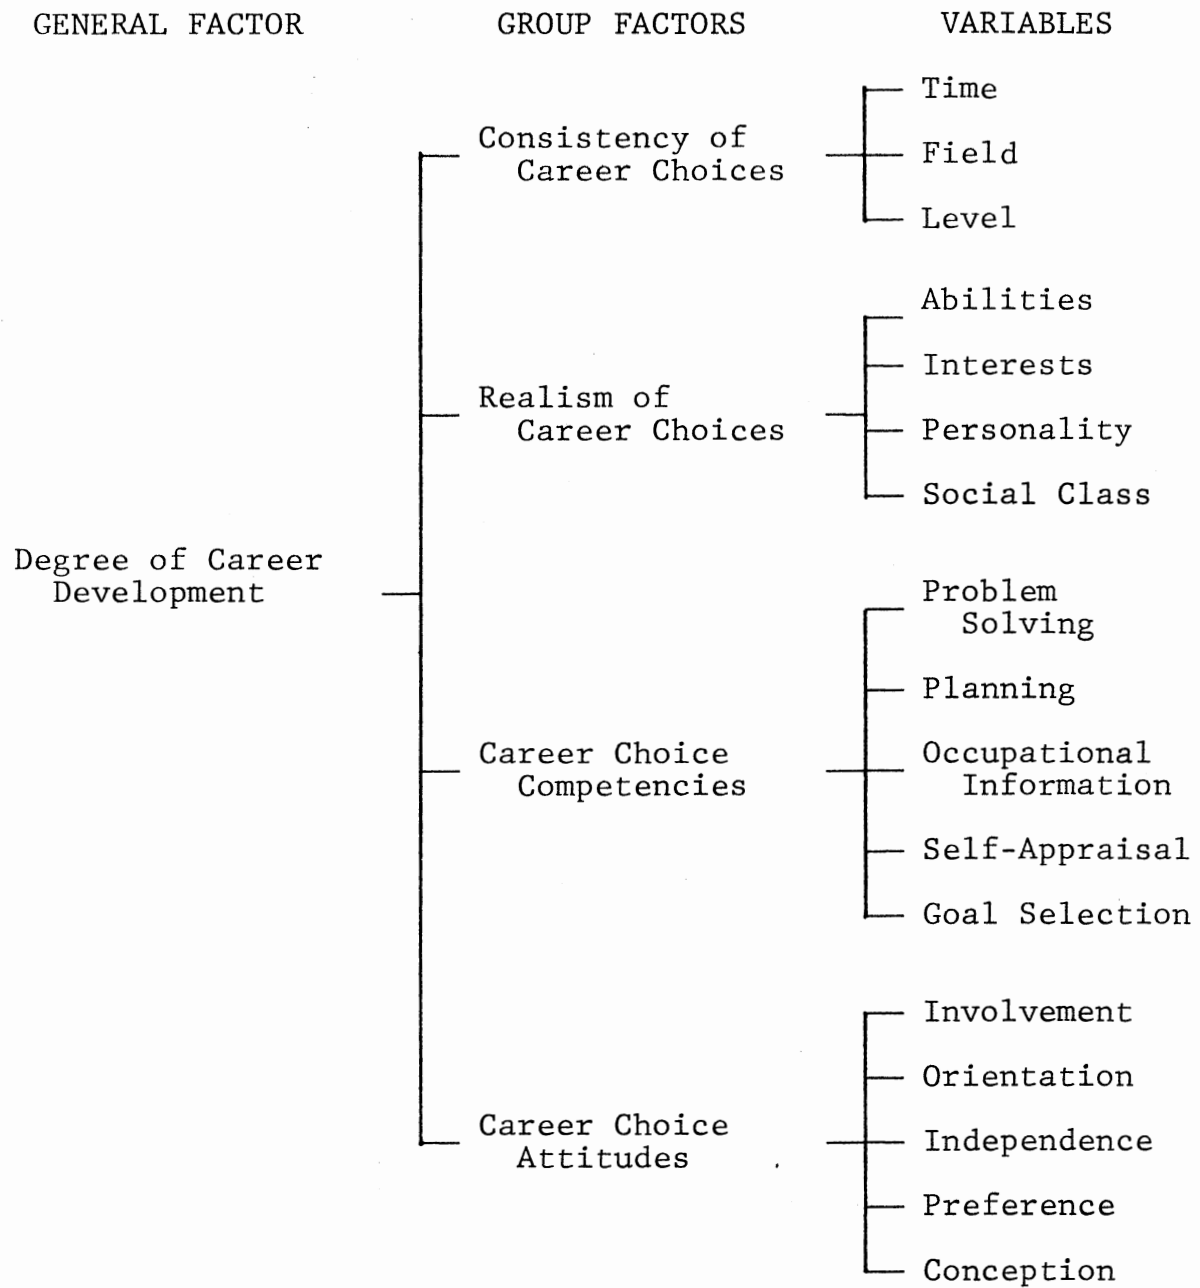 GENERAL FACTOR GROUP FACTORS VARIABLES
Time
Consistency of
Career Choices
Field
Level
Abilities
Interests
Realism of
Career Choices
Personality
Social Class
Degree of Career
Development
Problem
Solving
Planning
Career Choice
Competencies
Occupational
Information
Self-Appraisal
Goal Selection
Involvement
Orientation
Career Choice
Attitudes
Independence
Preference
Conception